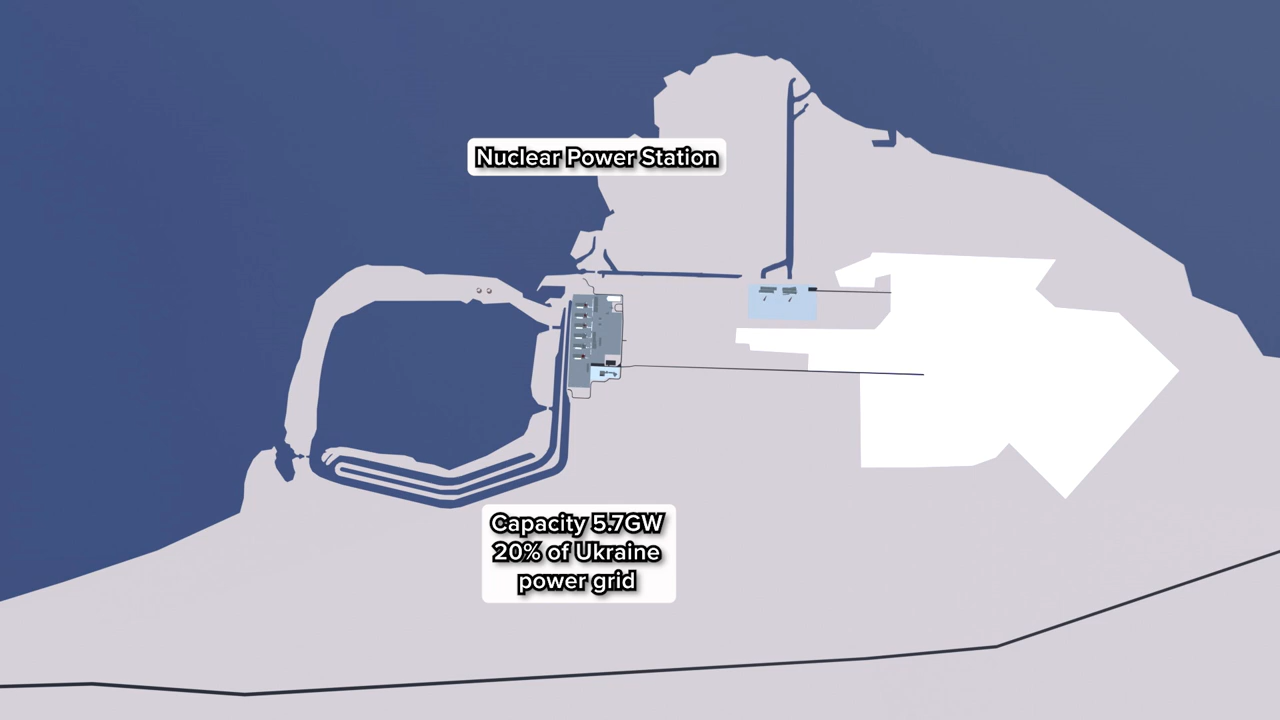 Nuclear Power Station
Capacity 5.7GW
20% of Ukraine
power grid